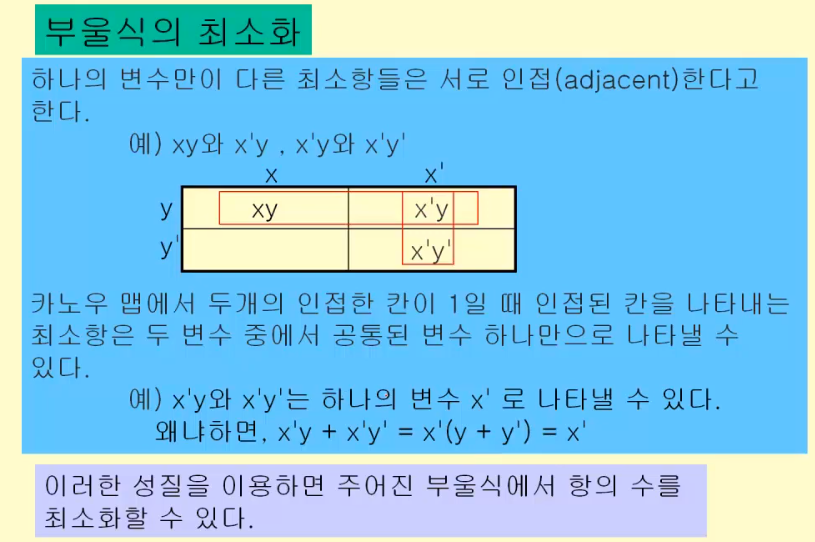 부울식의 최소화
하나의 변수만이 다른 최소항들은 서로 인접(adjacent)한다고
한다.
예) xy와 x'y , x'y와 x'y'
x x'
y xy x'y
y' x'y'
카노우 맵에서 두개의 인접한 칸이 1일 때 인접된 칸을 나타내는
최소항은 두 변수 중에서 공통된 변수 하나만으로 나타낼 수
있다.
예) x'y와 x'y'는 하나의 변수 x' 로 나타낼 수 있다.
왜냐하면, x'y + x'y' = x'(y + y') = x'
이러한 성질을 이용하면 주어진 부울식에서 항의 수를
최소화할 수 있다.